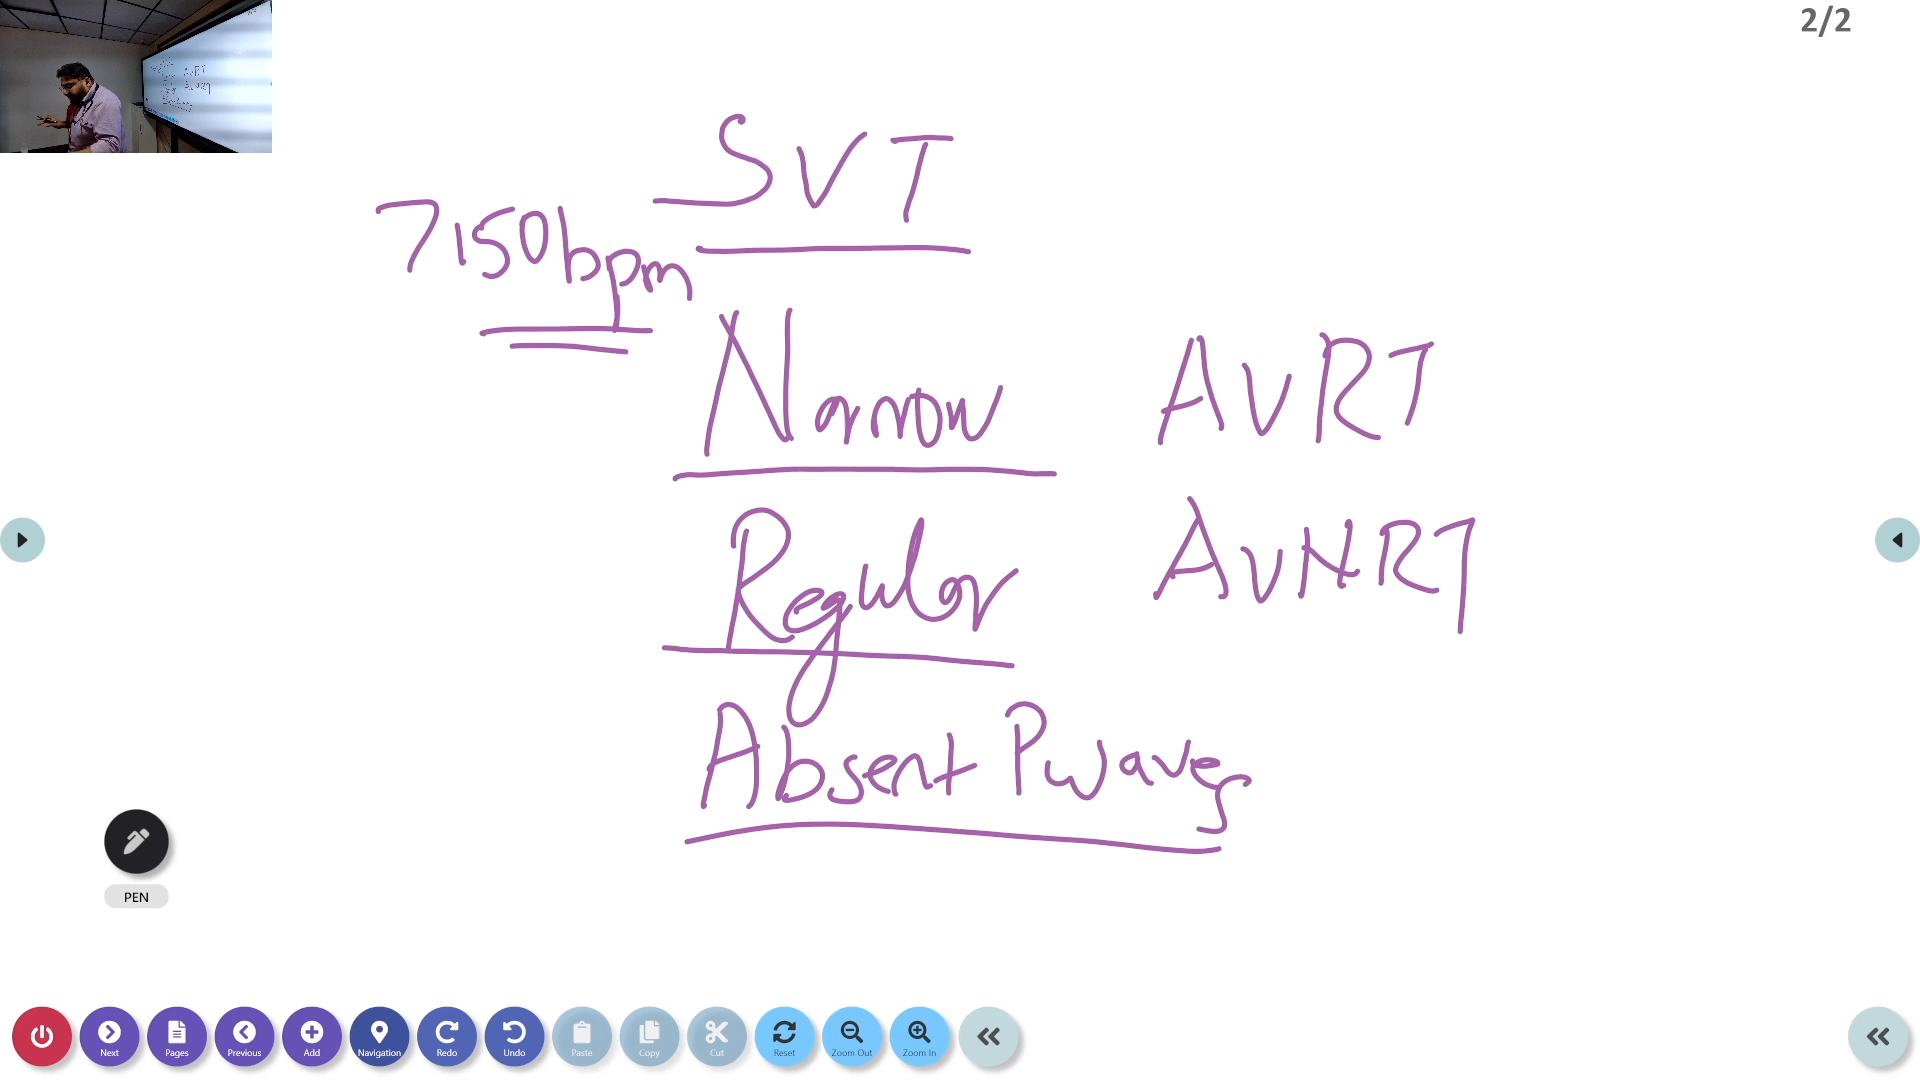 2/2
SVT
>150bpm
Narrow
AVRT
Regular
AVNRT
Absent P waves
PEN
Next
Pages
Previous
Add
Navigation
Redo
Undo
Paste
Copy
Cut
Reset
Zoom Out
Zoom In